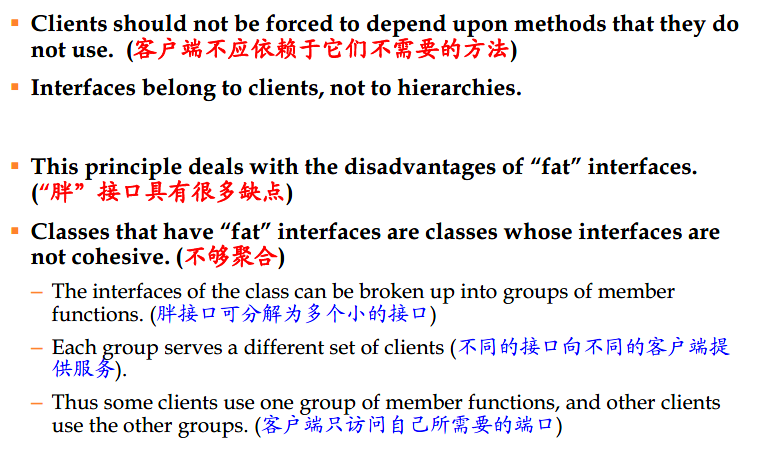 ▪ Clients should not be forced to depend upon methods that they do
not use. (客户端不应依赖于它们不需要的方法)
▪ Interfaces belong to clients, not to hierarchies.
▪ This principle deals with the disadvantages of “fat” interfaces.
(“胖”接口具有很多缺点)
▪ Classes that have “fat” interfaces are classes whose interfaces are
not cohesive. (不够聚合)
– The interfaces of the class can be broken up into groups of member
functions. (胖接口可分解为多个小的接口)
– Each group serves a different set of clients (不同的接口向不同的客户端提
供服务).
– Thus some clients use one group of member functions, and other clients
use the other groups. (客户端只访问自己所需要的端口)